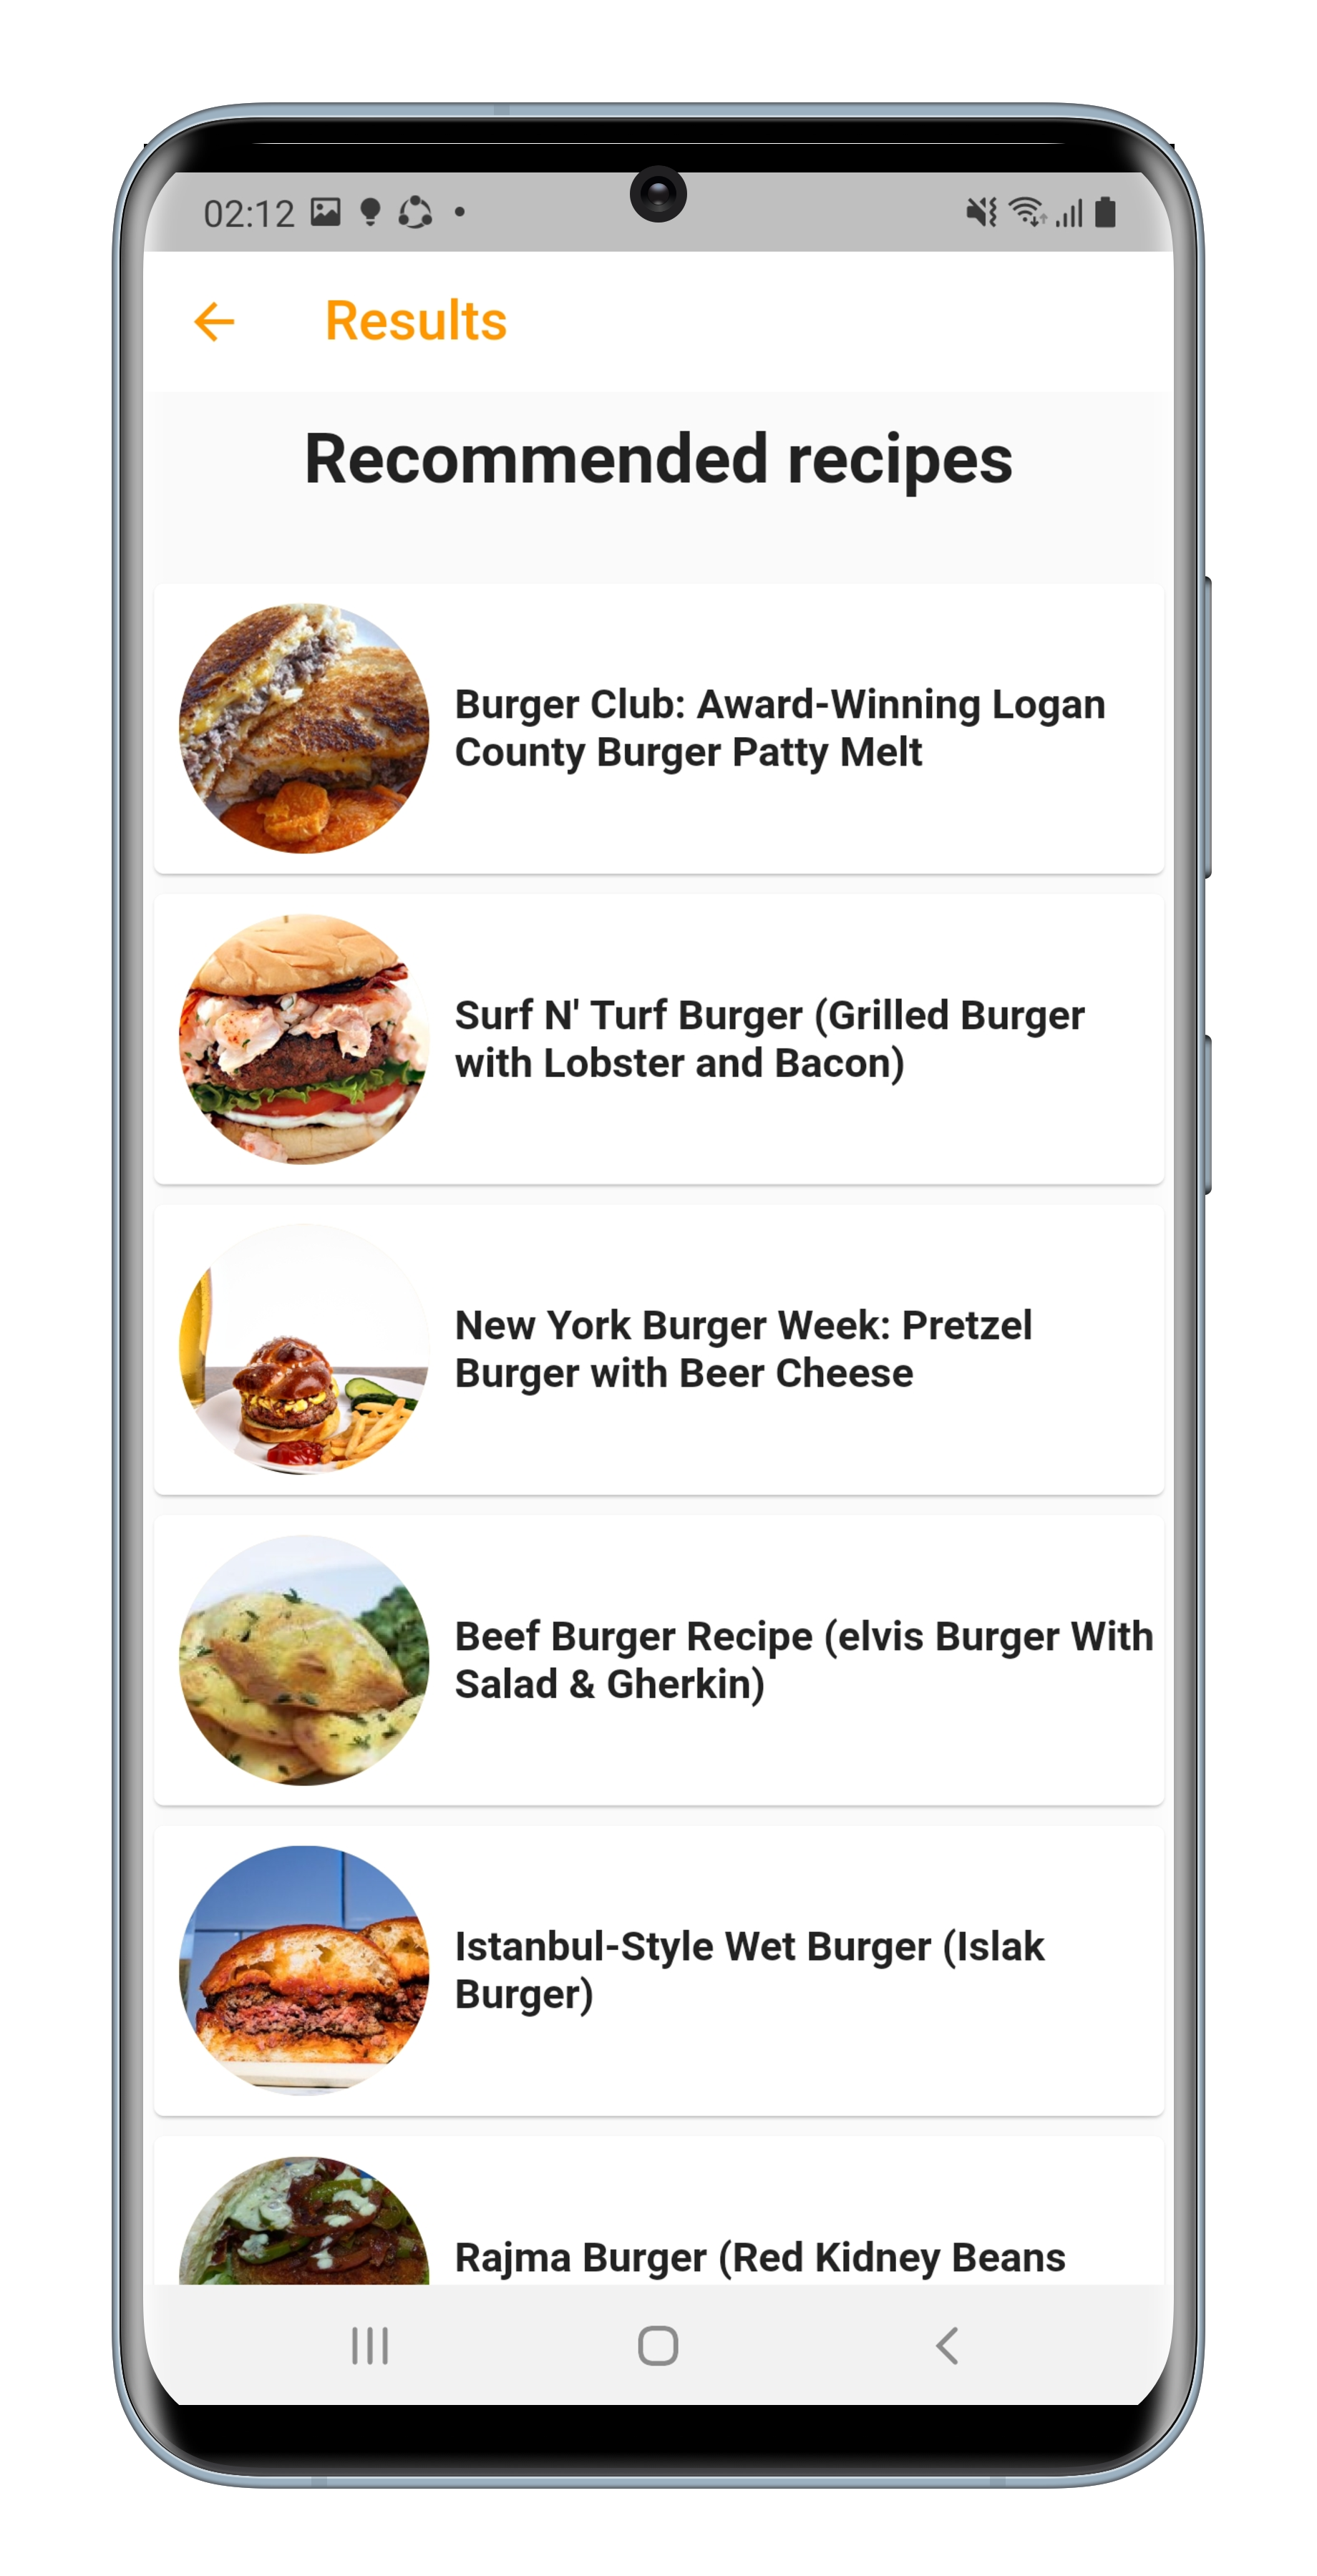 02:12
Results
Recommended recipes
Burger Club: Award-Winning Logan
County Burger Patty Melt
Surf N' Turf Burger (Grilled Burger
with Lobster and Bacon)
New York Burger Week: Pretzel
Burger with Beer Cheese
Beef Burger Recipe (elvis Burger With
Salad & Gherkin)
Istanbul-Style Wet Burger (Islak
Burger)
Rajma Burger (Red Kidney Beans